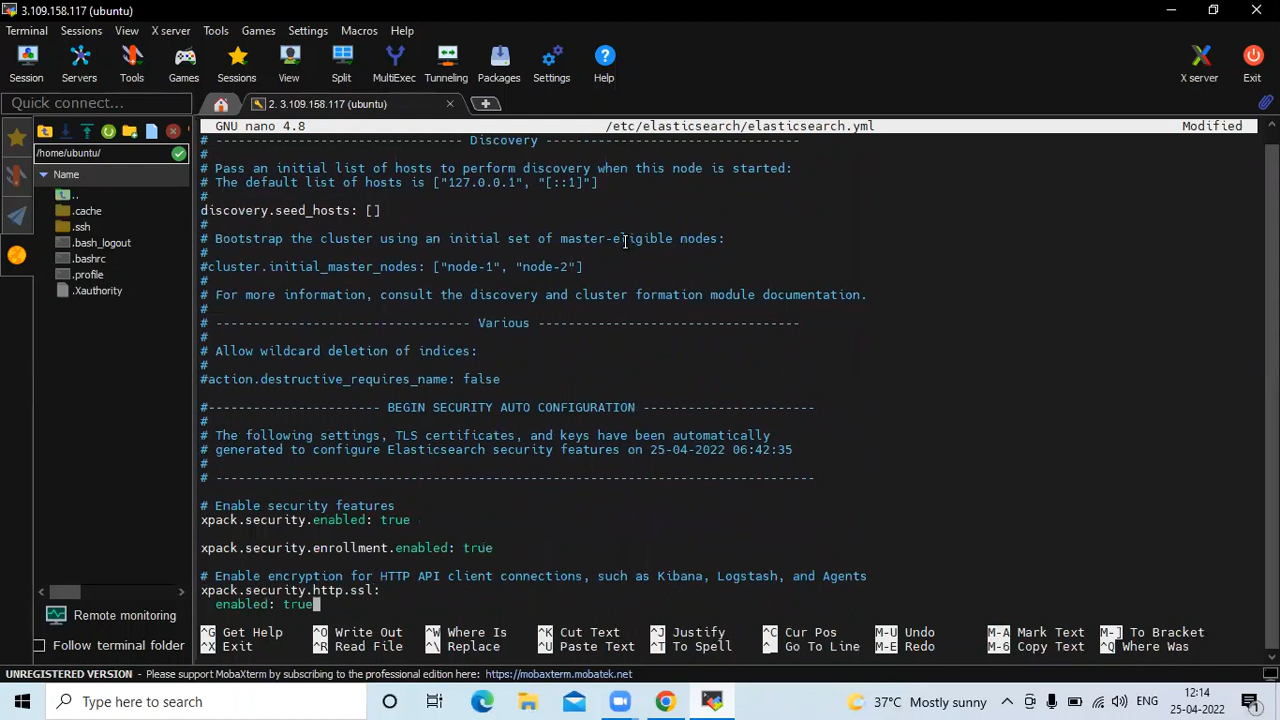 3.109.158.117 (ubuntu)
Terminal Sessions View X server Tools Games Settings Macros Help
Session Servers Tools Games Sessions View Split MultiExec Tunneling Packages Settings Help X server Exit
Quick connect...
2. 3.109.158.117 (ubuntu)
/home/ubuntu/
Name
..
.cache
.ssh
.bash_logout
.bashrc
.profile
.Xauthority
Remote monitoring
Follow terminal folder
GNU nano 4.8 /etc/elasticsearch/elasticsearch.yml Modified
# --------------------------------- Discovery ----------------------------------
#
# Pass an initial list of hosts to perform discovery when this node is started:
# The default list of hosts is ["127.0.0.1", "[::1]"]
#
discovery.seed_hosts: []
#
# Bootstrap the cluster using an initial set of master-eligible nodes:
#
#cluster.initial_master_nodes: ["node-1", "node-2"]
#
# For more information, consult the discovery and cluster formation module documentation.
#
# ---------------------------------- Various -----------------------------------
#
# Allow wildcard deletion of indices:
#
#action.destructive_requires_name: false
#----------------------- BEGIN SECURITY AUTO CONFIGURATION -----------------------
#
# The following settings, TLS certificates, and keys have been automatically
# generated to configure Elasticsearch security features on 25-04-2022 06:42:35
#
# --------------------------------------------------------------------------------
# Enable security features
xpack.security.enabled: true
xpack.security.enrollment.enabled: true
# Enable encryption for HTTP API client connections, such as Kibana, Logstash, and Agents
xpack.security.http.ssl:
enabled: true
^G Get Help ^O Write Out ^W Where Is ^K Cut Text ^J Justify ^C Cur Pos M-U Undo M-A Mark Text M-] To Bracket
^X Exit ^R Read File ^\ Replace ^U Paste Text ^T To Spell ^_ Go To Line M-E Redo M-6 Copy Text ^Q Where Was
UNREGISTERED VERSION - Please support MobaXterm by subscribing to the professional edition here: https://mobaxterm.mobatek.net
Type here to search
37°C Mostly sunny
ENG
12:14
25-04-2022
1